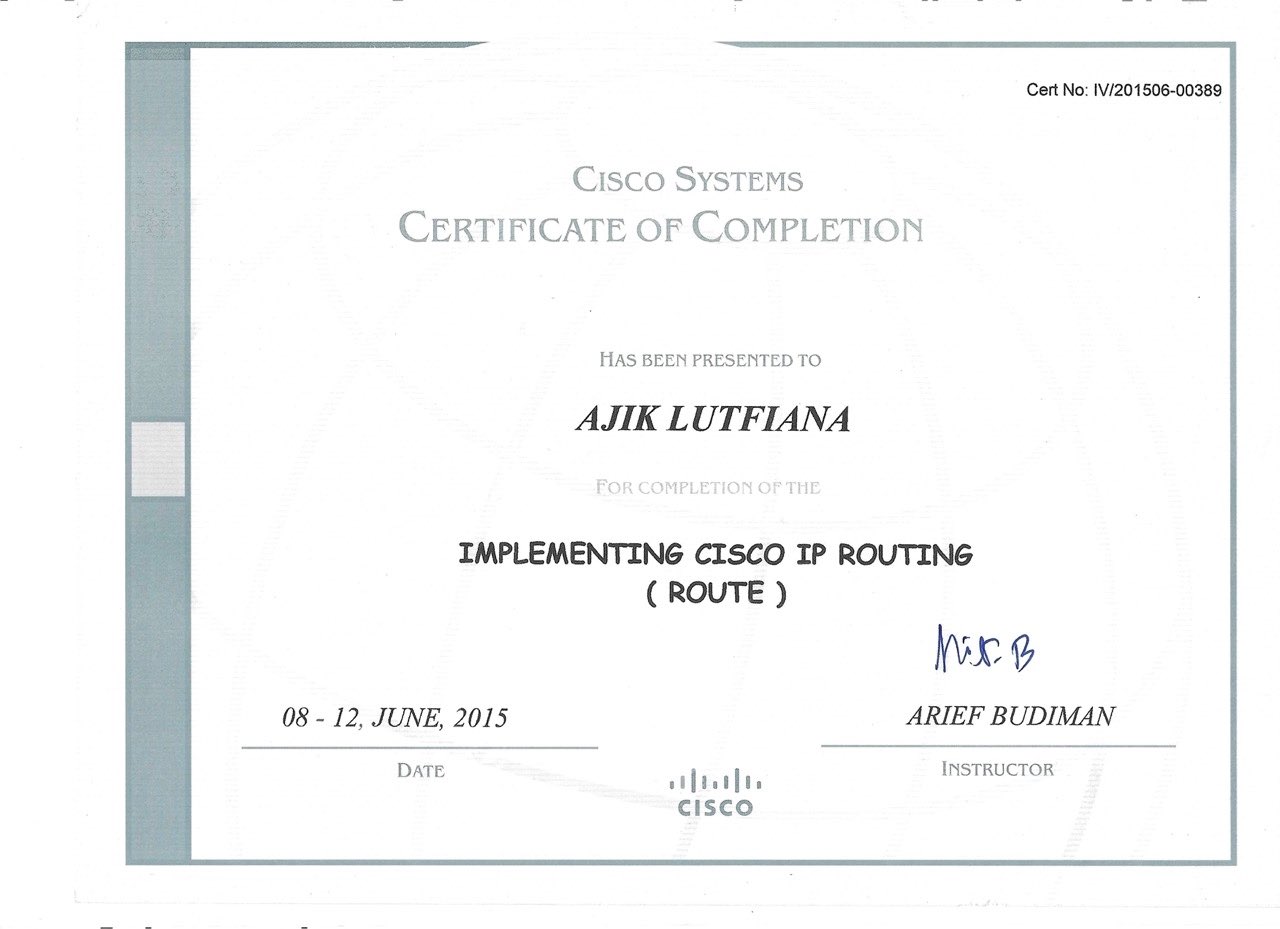 Cert No: IV/201506-00389
CISCO SYSTEMS
CERTIFICATE OF COMPLETION
HAS BEEN PRESENTED TO
AJIK LUTFIANA
FOR COMPLETION OF THE
IMPLEMENTING CISCO IP ROUTING
( ROUTE )
08 - 12, JUNE, 2015
ARIEF BUDIMAN
DATE
INSTRUCTOR
CISCO